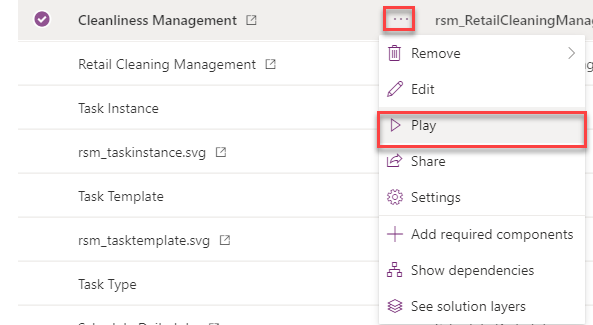 Cleanliness Management ... rsm_RetailCleaningMana
Retail Cleaning Management
Remove
Edit
Task Instance
Play
rsm_taskinstance.svg
Share
Task Template
Settings
rsm_tasktemplate.svg
Add required components
Show dependencies
Task Type
See solution layers